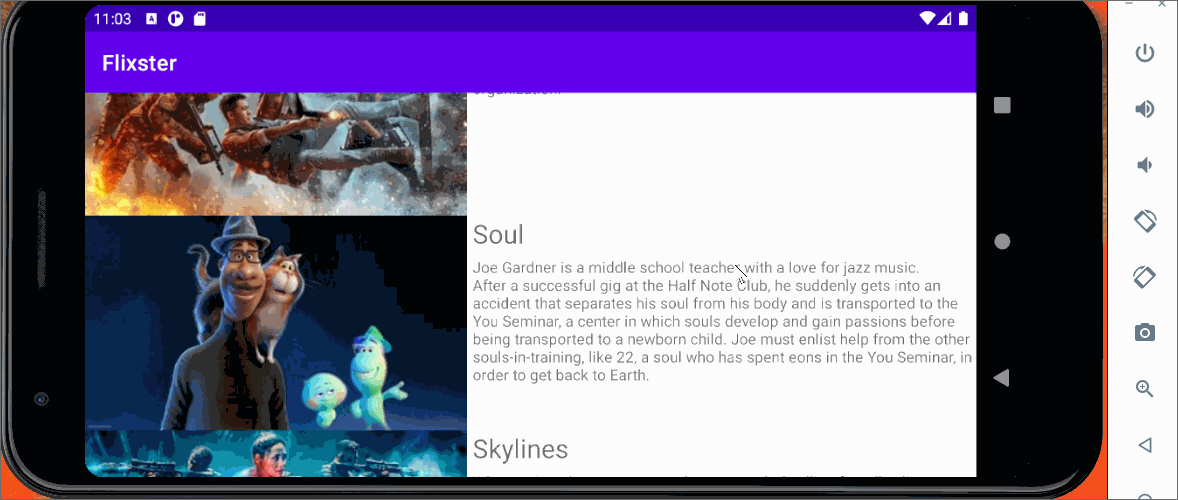 11:03
Flixster
organization.
Soul
Joe Gardner is a middle school teacher with a love for jazz music.
After a successful gig at the Half Note Club, he suddenly gets into an
accident that separates his soul from his body and is transported to the
You Seminar, a center in which souls develop and gain passions before
being transported to a newborn child. Joe must enlist help from the other
souls-in-training, like 22, a soul who has spent eons in the You Seminar, in
order to get back to Earth.
Skylines